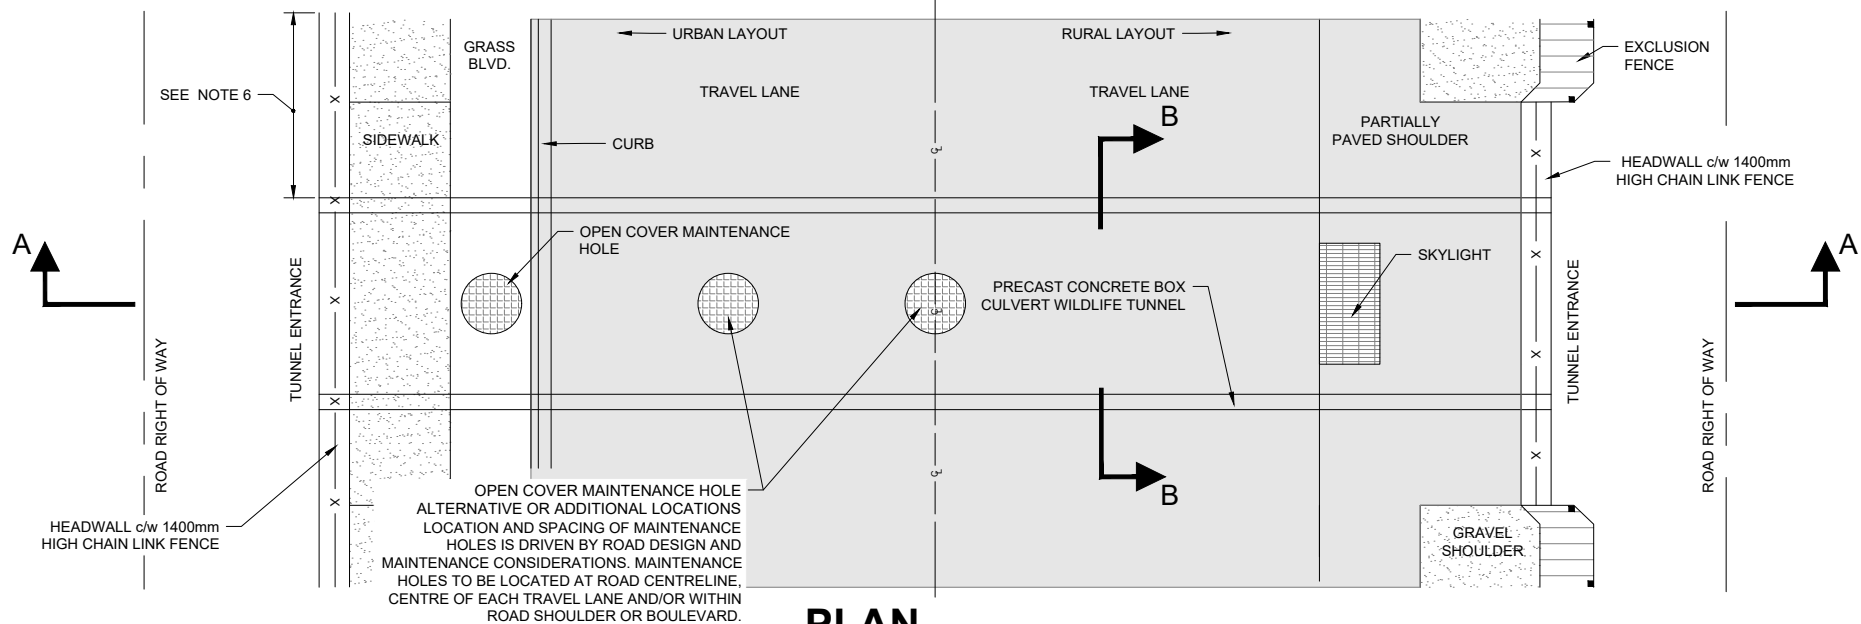 URBAN LAYOUT
RURAL LAYOUT
GRASS
BLVD.
EXCLUSION
FENCE
SEE NOTE 6
TRAVEL LANE
TRAVEL LANE
B
PARTIALLY
PAVED SHOULDER
SIDEWALK
CURB
HEADWALL c/w 1400mm
HIGH CHAIN LINK FENCE
X
X
X
X
X
X
X
X
X
℄
℄
℄
A
A
OPEN COVER MAINTENANCE
HOLE
SKYLIGHT
PRECAST CONCRETE BOX
CULVERT WILDLIFE TUNNEL
TUNNEL ENTRANCE
TUNNEL ENTRANCE
ROAD RIGHT OF WAY
ROAD RIGHT OF WAY
B
OPEN COVER MAINTENANCE HOLE
ALTERNATIVE OR ADDITIONAL LOCATIONS
LOCATION AND SPACING OF MAINTENANCE
HOLES IS DRIVEN BY ROAD DESIGN AND
MAINTENANCE CONSIDERATIONS. MAINTENANCE
HOLES TO BE LOCATED AT ROAD CENTRELINE,
CENTRE OF EACH TRAVEL LANE AND/OR WITHIN
ROAD SHOULDER OR BOULEVARD.
HEADWALL c/w 1400mm
HIGH CHAIN LINK FENCE
GRAVEL
SHOULDER
PLAN